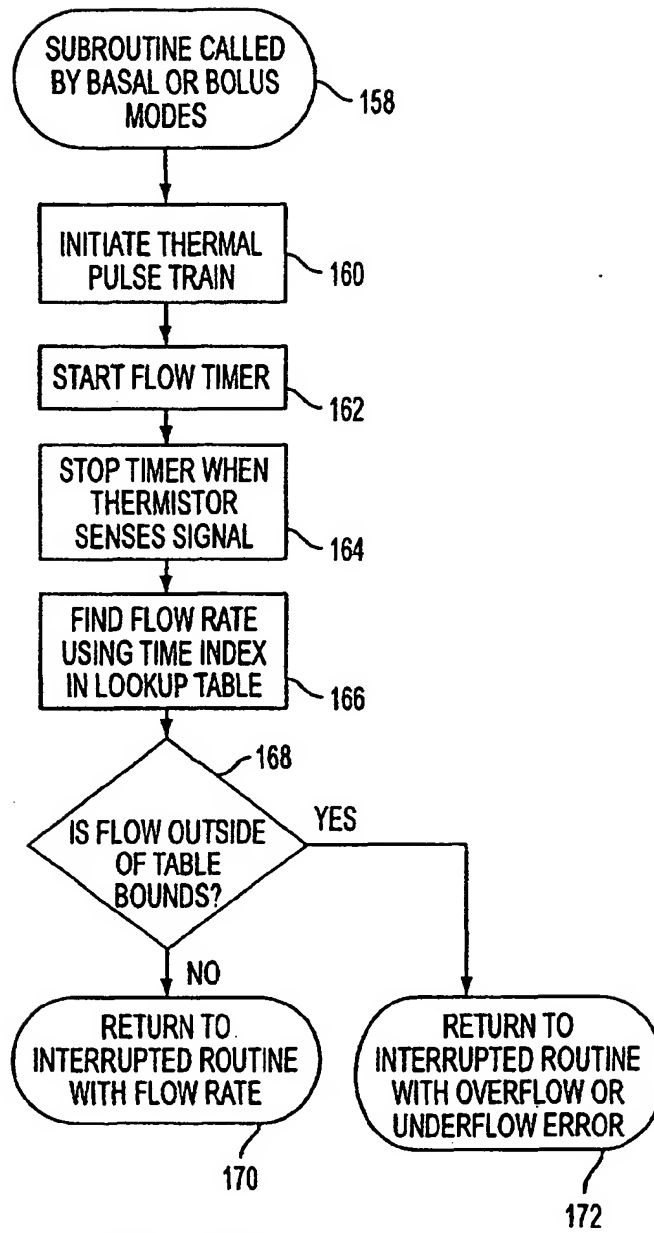 SUBROUTINE CALLED
BY BASAL OR BOLUS
MODES
158
INITIATE THERMAL
PULSE TRAIN
160
START FLOW TIMER
162
STOP TIMER WHEN
THERMISTOR
SENSES SIGNAL
164
FIND FLOW RATE
USING TIME INDEX
IN LOOKUP TABLE
166
168
IS FLOW OUTSIDE
OF TABLE
BOUNDS?
YES
NO
RETURN TO
INTERRUPTED ROUTINE
WITH FLOW RATE
170
RETURN TO
INTERRUPTED ROUTINE
WITH OVERFLOW OR
UNDERFLOW ERROR
172